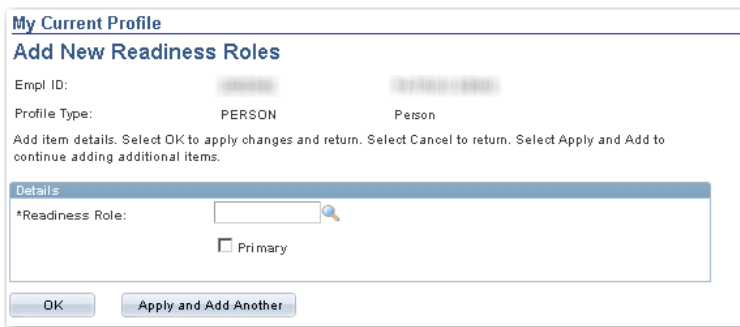 My Current Profile
Add New Readiness Roles
Empl ID:
Profile Type: PERSON Person
Add item details. Select OK to apply changes and return. Select Cancel to return. Select Apply and Add to
continue adding additional items.
Details
*Readiness Role:
Primary
OK Apply and Add Another